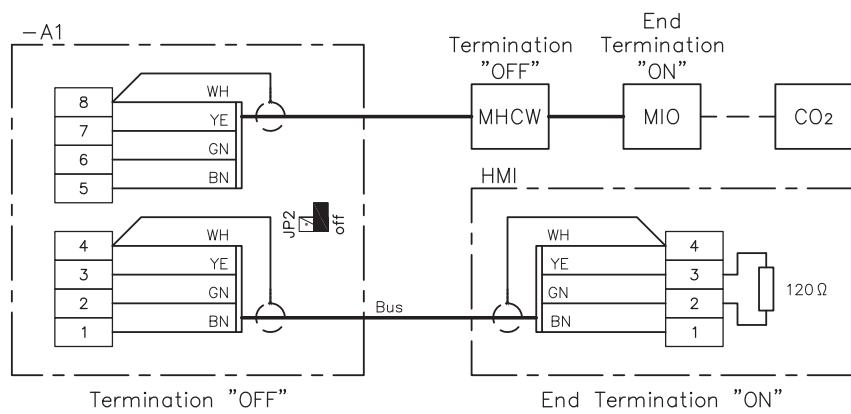 -A1
Termination
"OFF"
End
Termination
"ON"
8
7
6
5
WH
YE
GN
BN
MHCW
MIO
CO₂
HMI
JP2
off
4
3
2
1
WH
YE
GN
BN
Bus
WH
YE
GN
BN
4
3
2
1
120Ω
Termination "OFF"
End Termination "ON"